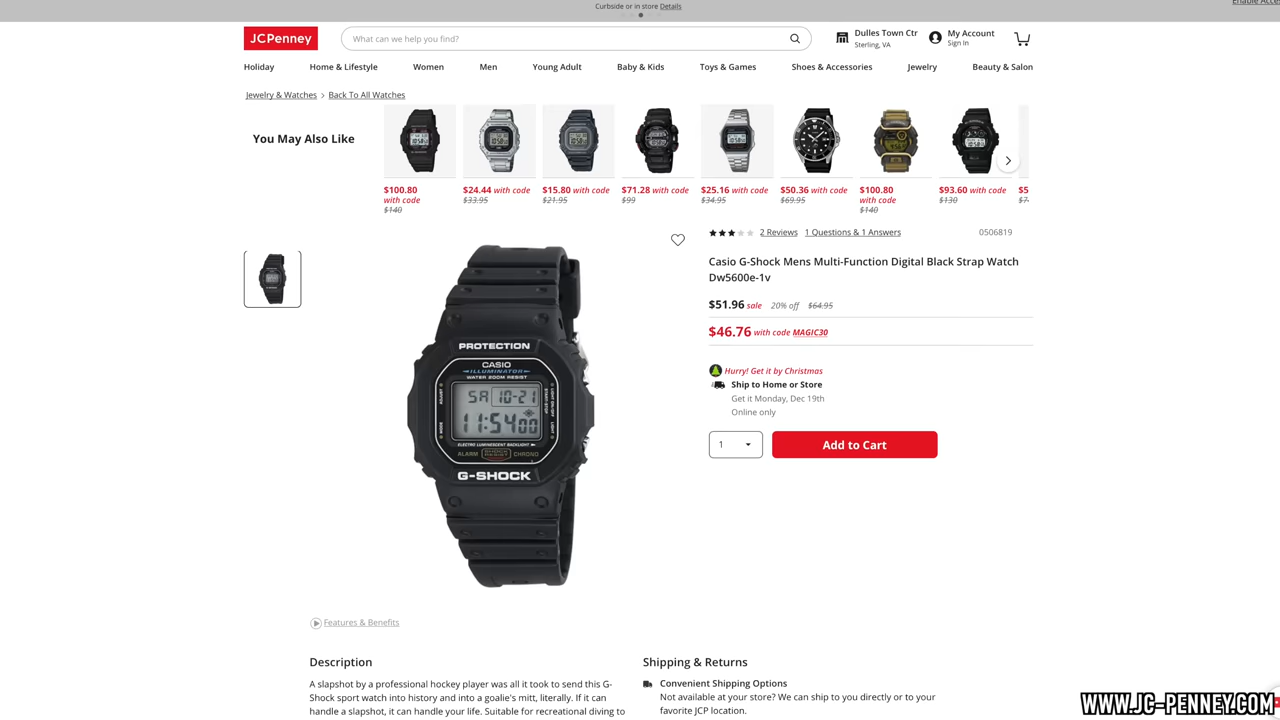 Curbside or in store Details
JCPenney
What can we help you find?
Dulles Town Ctr
Sterling, VA
My Account
Sign In
Holiday
Home & Lifestyle
Women
Men
Young Adult
Baby & Kids
Toys & Games
Shoes & Accessories
Jewelry
Beauty & Salon
Jewelry & Watches > Back To All Watches
You May Also Like
$100.80
with code
$140
$24.44 with code
$33.95
$15.80 with code
$21.95
$71.28 with code
$99
$25.16 with code
$34.95
$50.36 with code
$69.95
$100.80
with code
$140
$93.60 with code
$130
2 Reviews
1 Questions & 1 Answers
0506819
Casio G-Shock Mens Multi-Function Digital Black Strap Watch
Dw5600e-1v
$51.96 sale 20% off $64.95
$46.76 with code MAGIC30
Hurry! Get it by Christmas
Ship to Home or Store
Get it Monday, Dec 19th
Online only
1
Add to Cart
PROTECTION
CASIO
ILLUMINATOR
WATER 200M RESIST
SA 10-21
11:54 00
ELECTRO LUMINESCENT BACKLIGHT
ALARM
CHRONO
G-SHOCK
Features & Benefits
Description
A slapshot by a professional hockey player was all it took to send this G-
Shock sport watch into history and into a goalie's mitt, literally. If it can
handle a slapshot, it can handle your life. Suitable for recreational diving to
Shipping & Returns
Convenient Shipping Options
Not available at your store? We can ship to you directly or to your
favorite JCP location.
WWW.JC-PENNEY.COM